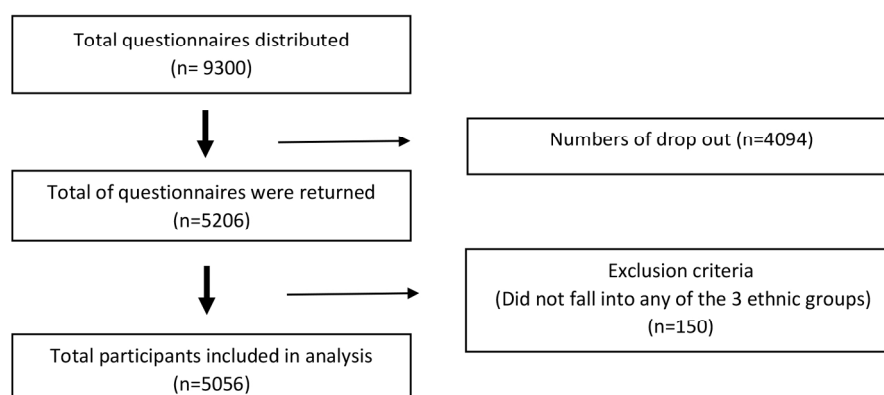 Total questionnaires distributed
(n= 9300)
Numbers of drop out (n=4094)
Total of questionnaires were returned
(n=5206)
Exclusion criteria
(Did not fall into any of the 3 ethnic groups)
(n=150)
Total participants included in analysis
(n=5056)